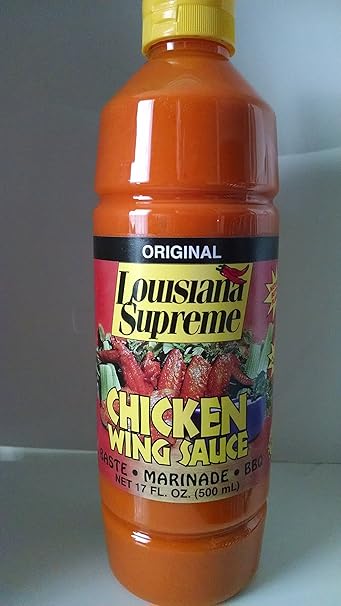 ORIGINAL
Louisiana
Supreme
CHICKEN
WING SAUCE
BASTE • MARINADE • BBQ
NET 17 FL. OZ. (500 mL)